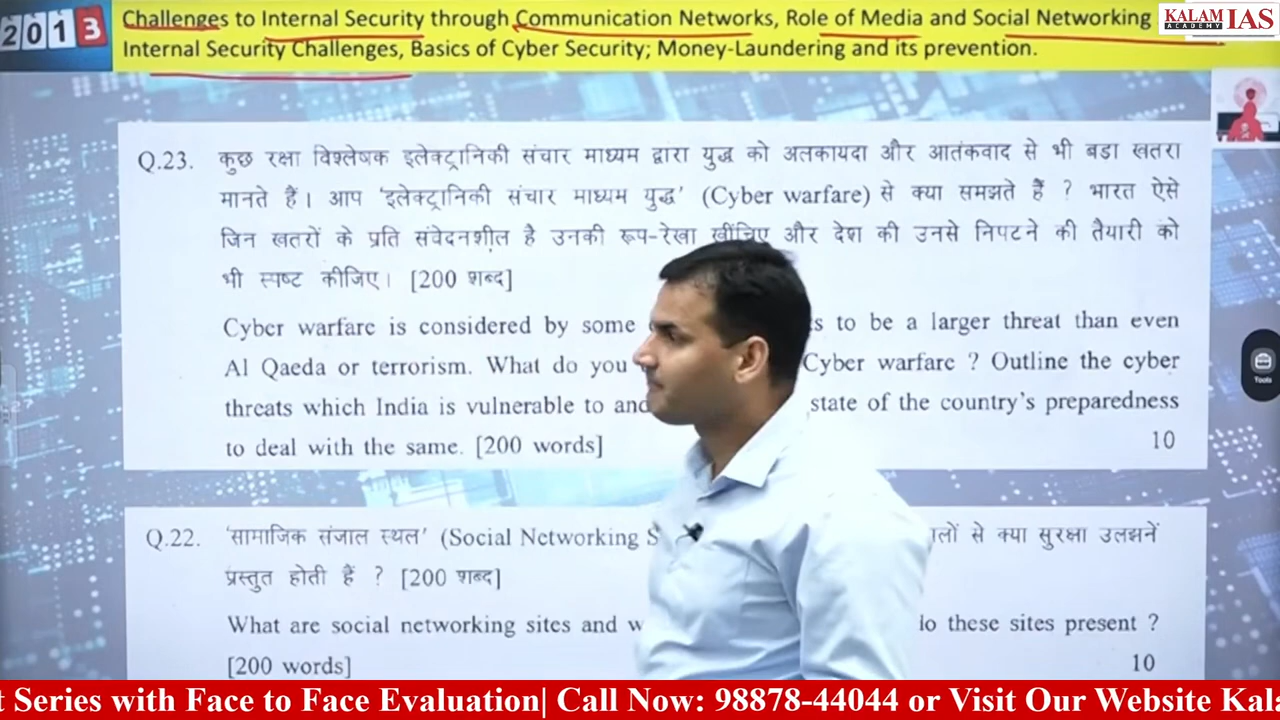 2013
Challenges to Internal Security through Communication Networks, Role of Media and Social Networking
Internal Security Challenges, Basics of Cyber Security; Money-Laundering and its prevention.
KALAM IAS
ACADEMY
Q.23. कुछ रक्षा विश्लेषक इलेक्ट्रानिकी संचार माध्यम द्वारा युद्ध को अलकायदा और आतंकवाद से भी बडा खतरा
मानते हैं। आप 'इलेक्ट्रानिकी संचार माध्यम युद्ध' (Cyber warfare) से क्या समझते हैं ? भारत ऐसे
जिन खतरों के प्रति संवेदनशील है उनकी रूप-रेखा खींचिए और देश की उनसे निपटने की तैयारी को
भी स्पष्ट कीजिए। [200 शब्द]
Cyber warfare is considered by some s to be a larger threat than even
Al Qaeda or terrorism. What do you Cyber warfare ? Outline the cyber
threats which India is vulnerable to and state of the country's preparedness
to deal with the same. [200 words] 10
Tools
Q.22. 'सामाजिक संजाल स्थल' (Social Networking S लों से क्या सुरक्षा उलझनें
प्रस्तुत होती हैं ? [200 शब्द]
What are social networking sites and w do these sites present ?
[200 words] 10
t Series with Face to Face Evaluation| Call Now: 98878-44044 or Visit Our Website Kala